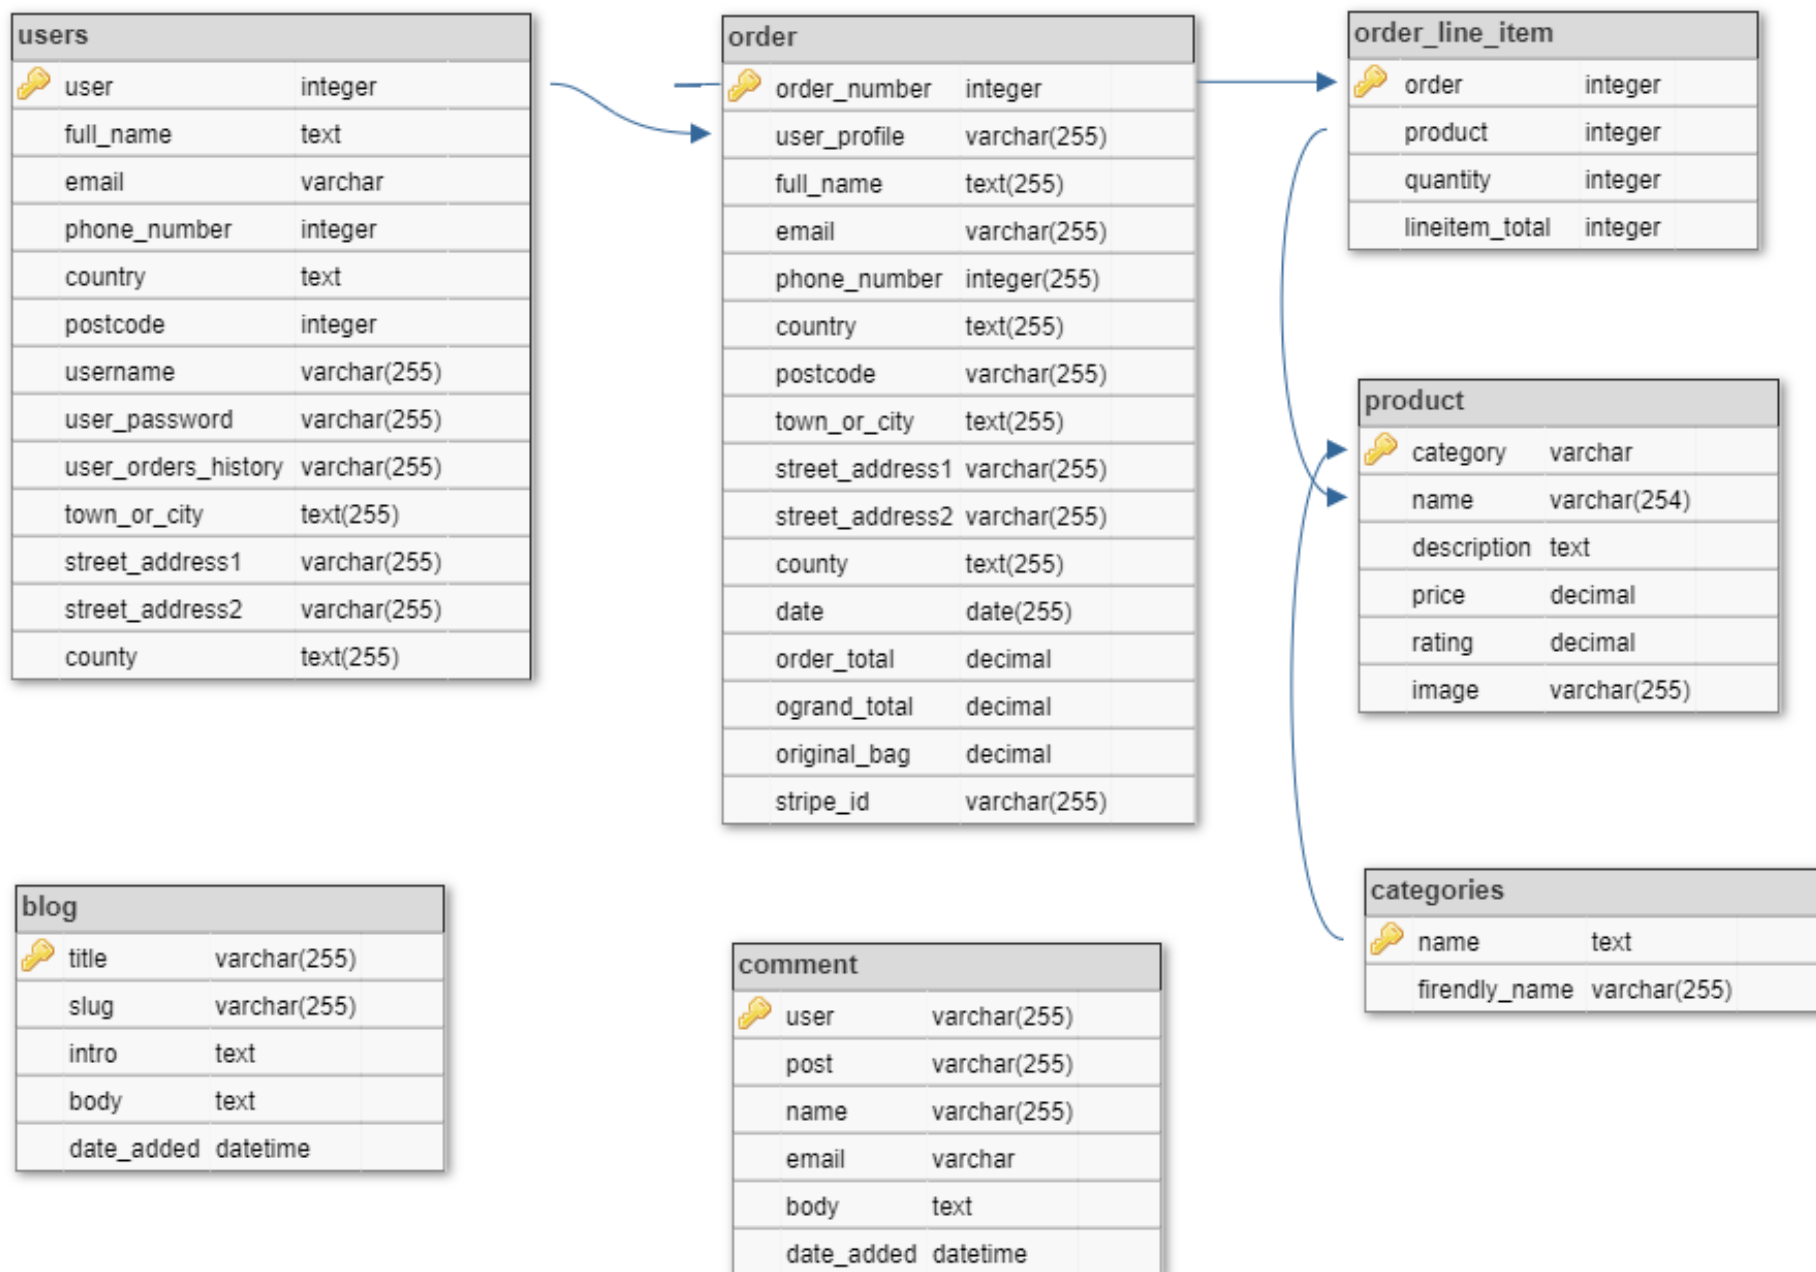 users
user integer
full_name text
email varchar
phone_number integer
country text
postcode integer
username varchar(255)
user_password varchar(255)
user_orders_history varchar(255)
town_or_city text(255)
street_address1 varchar(255)
street_address2 varchar(255)
county text(255)
order
order_number integer
user_profile varchar(255)
full_name text(255)
email varchar(255)
phone_number integer(255)
country text(255)
postcode varchar(255)
town_or_city text(255)
street_address1 varchar(255)
street_address2 varchar(255)
county text(255)
date date(255)
order_total decimal
ogrand_total decimal
original_bag decimal
stripe_id varchar(255)
order_line_item
order integer
product integer
quantity integer
lineitem_total integer
product
category varchar
name varchar(254)
description text
price decimal
rating decimal
image varchar(255)
blog
title varchar(255)
slug varchar(255)
intro text
body text
date_added datetime
comment
user varchar(255)
post varchar(255)
name varchar(255)
email varchar
body text
date_added datetime
categories
name text
firendly_name varchar(255)